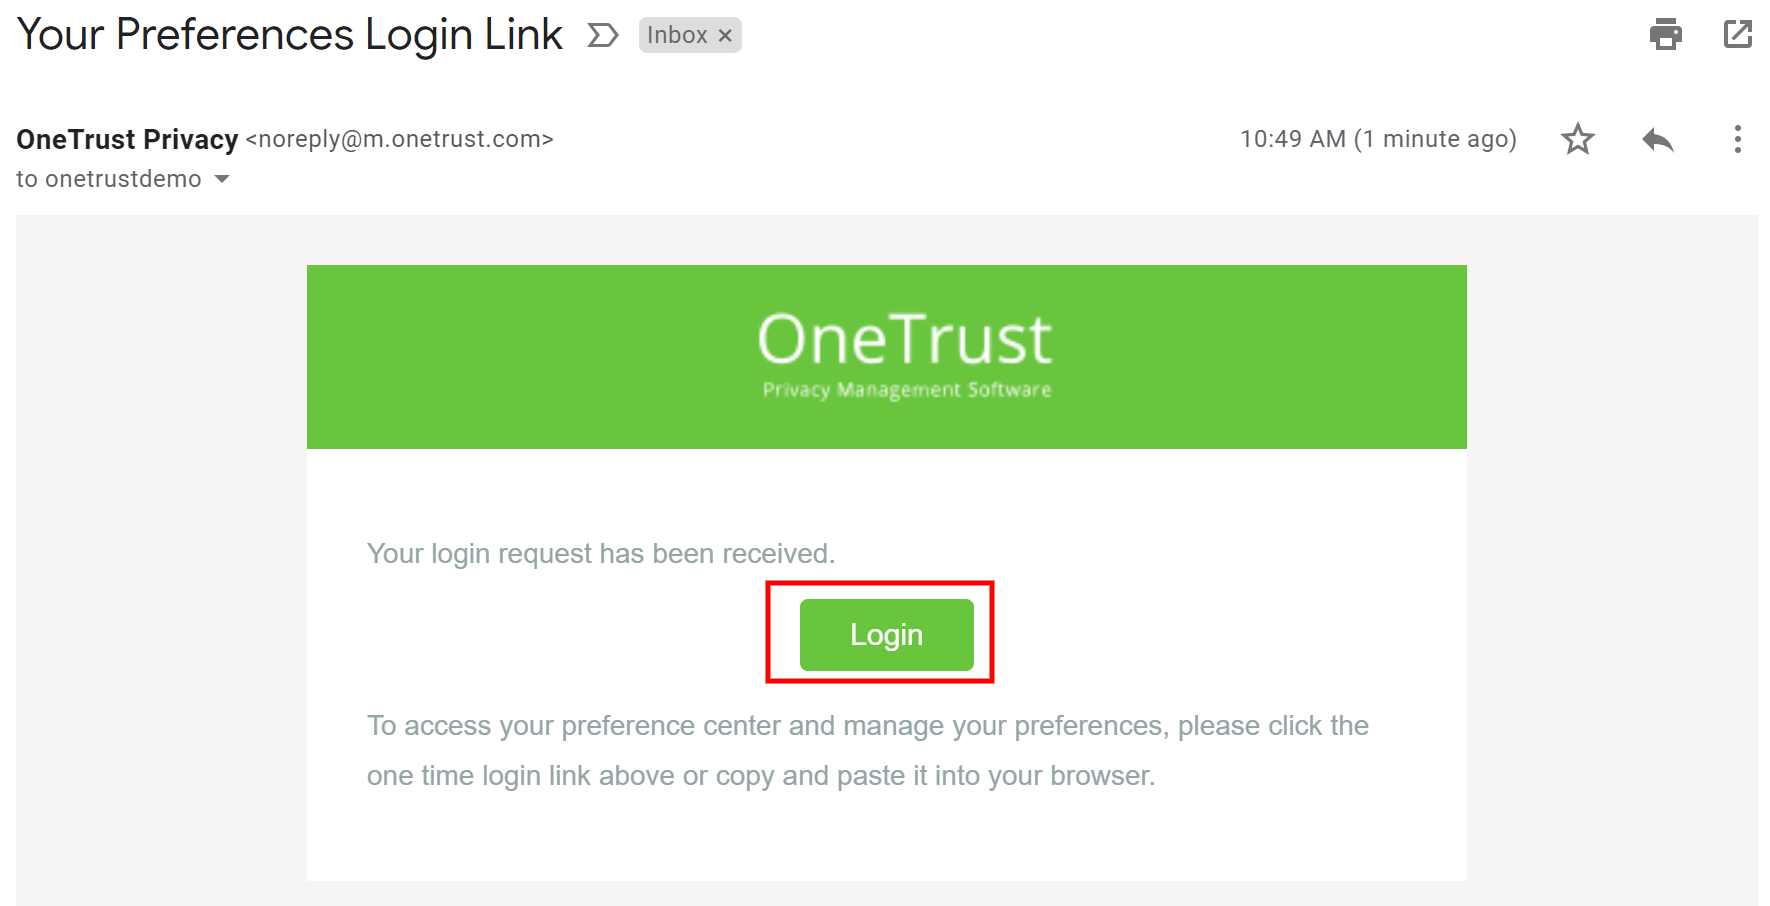 Your Preferences Login Link Inbox ×
OneTrust Privacy <noreply@m.onetrust.com> 10:49 AM (1 minute ago)
to onetrustdemo
OneTrust
Privacy Management Software
Your login request has been received.
Login
To access your preference center and manage your preferences, please click the
one time login link above or copy and paste it into your browser.